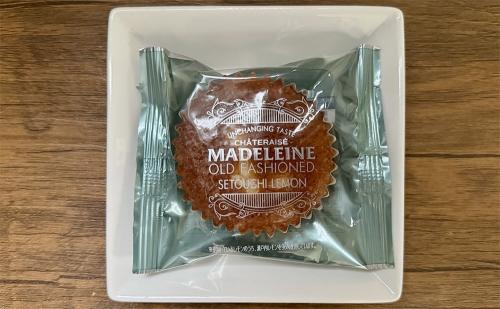 UNCHANGING TASTE
CHÂTERAISÉ
MADELEINE
OLD FASHIONED
SETOUCHI LEMON